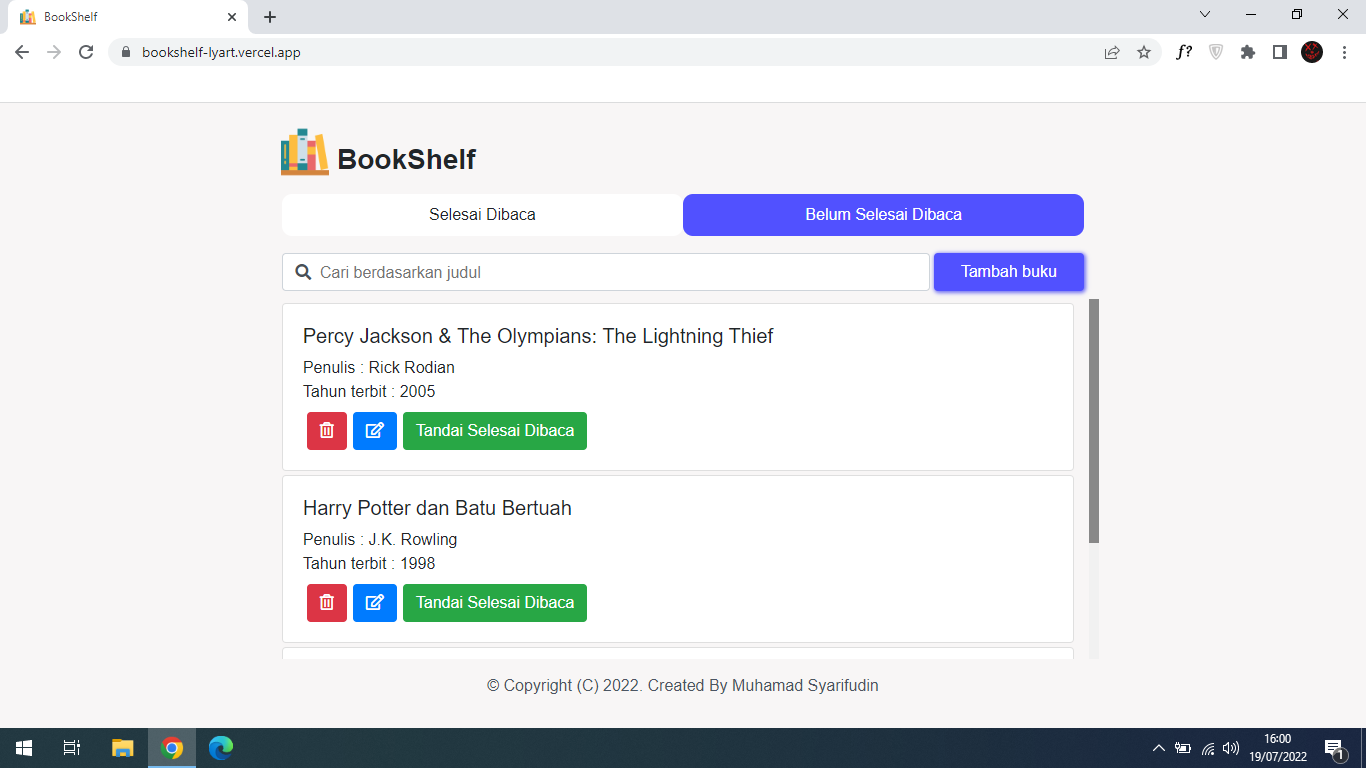 BookShelf
bookshelf-lyart.vercel.app
f?
BookShelf
Selesai Dibaca
Belum Selesai Dibaca
Cari berdasarkan judul
Tambah buku
Percy Jackson & The Olympians: The Lightning Thief
Penulis : Rick Rodian
Tahun terbit : 2005
Tandai Selesai Dibaca
Harry Potter dan Batu Bertuah
Penulis : J.K. Rowling
Tahun terbit : 1998
Tandai Selesai Dibaca
© Copyright (C) 2022. Created By Muhamad Syarifudin
16:00
19/07/2022
1